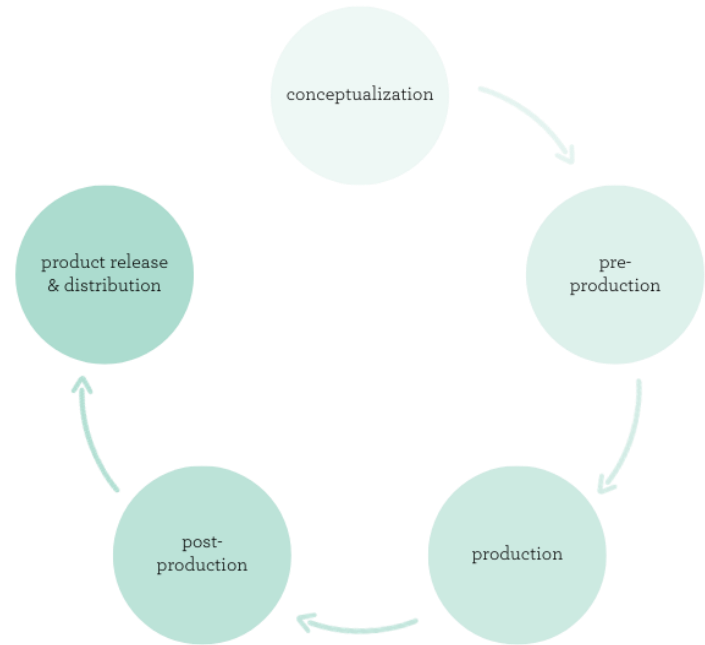 conceptualization
pre-
production
production
post-
production
product release
& distribution